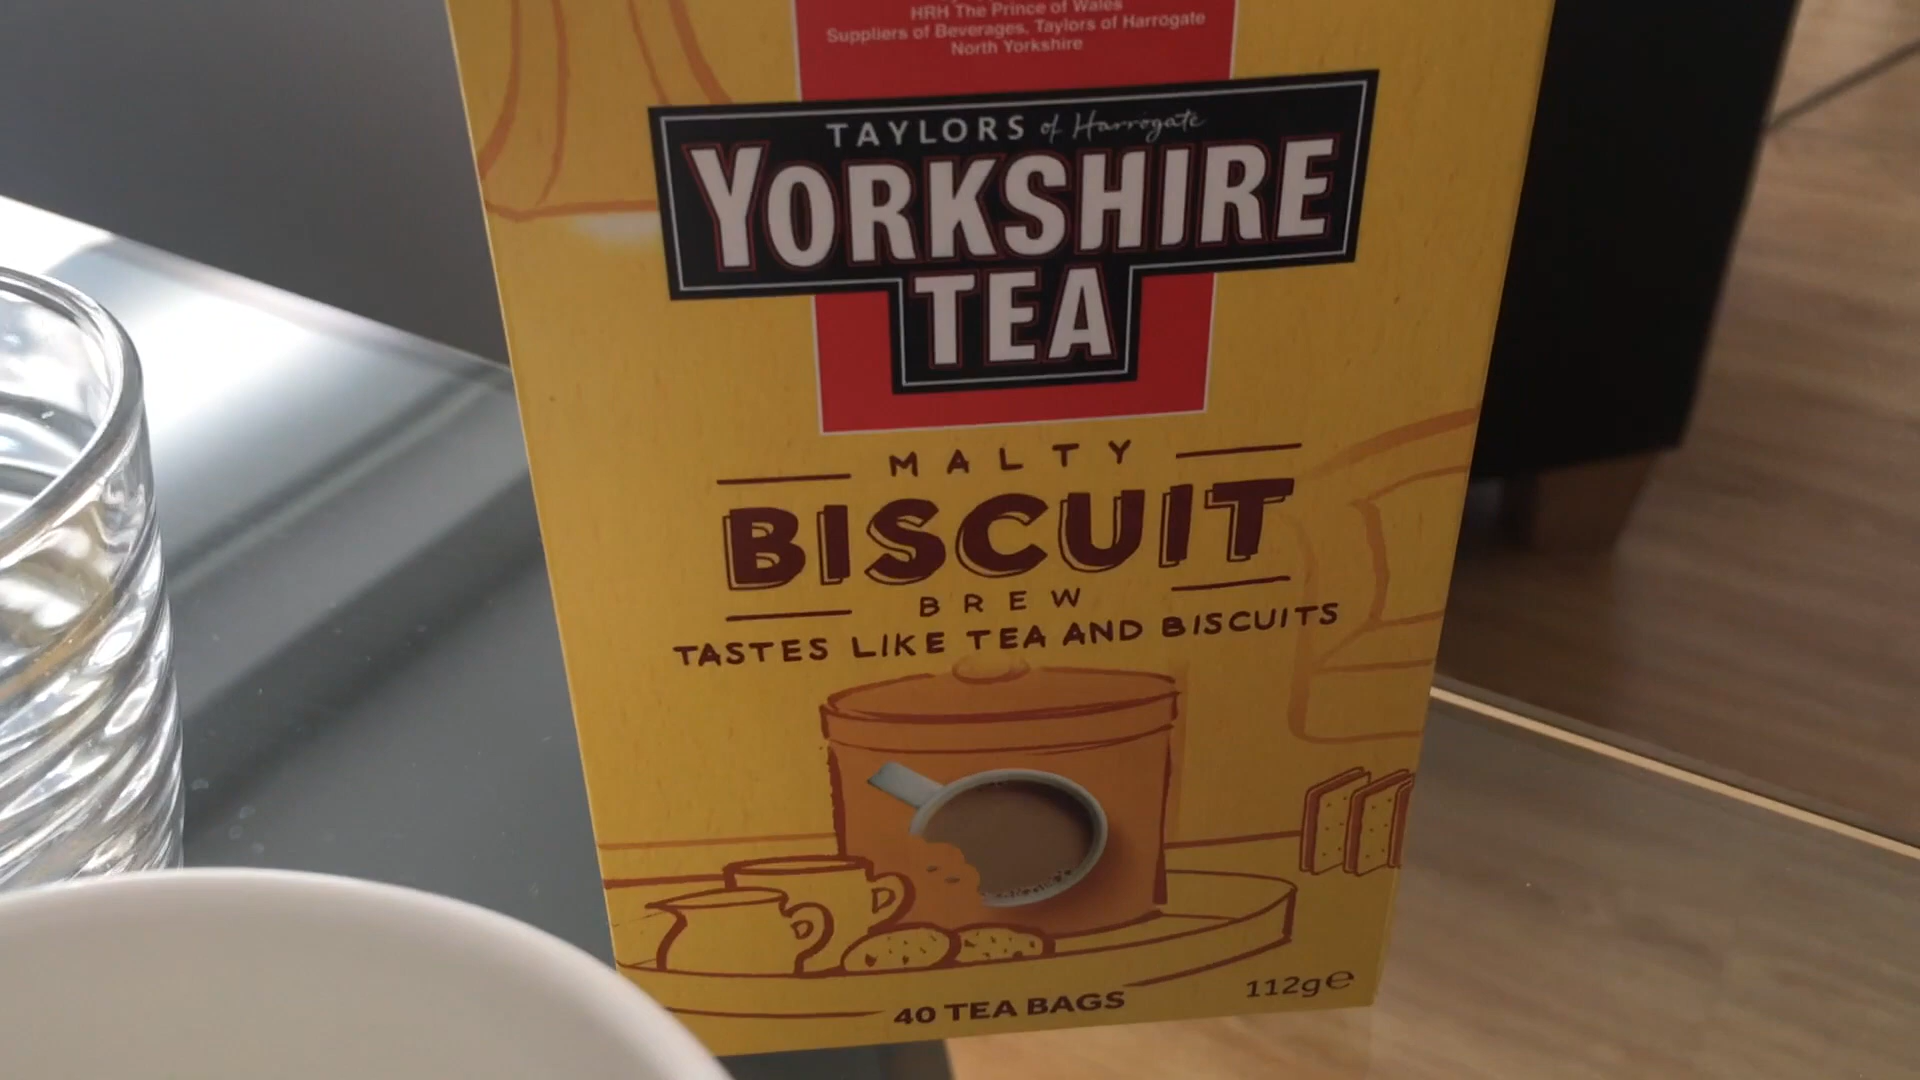 HRH The Prince of Wales
Suppliers of Beverages, Taylors of Harrogate
North Yorkshire
TAYLORS of Harrogate
YORKSHIRE
TEA
MALTY
BISCUIT
BREW
TASTES LIKE TEA AND BISCUITS
40 TEA BAGS
112g℮